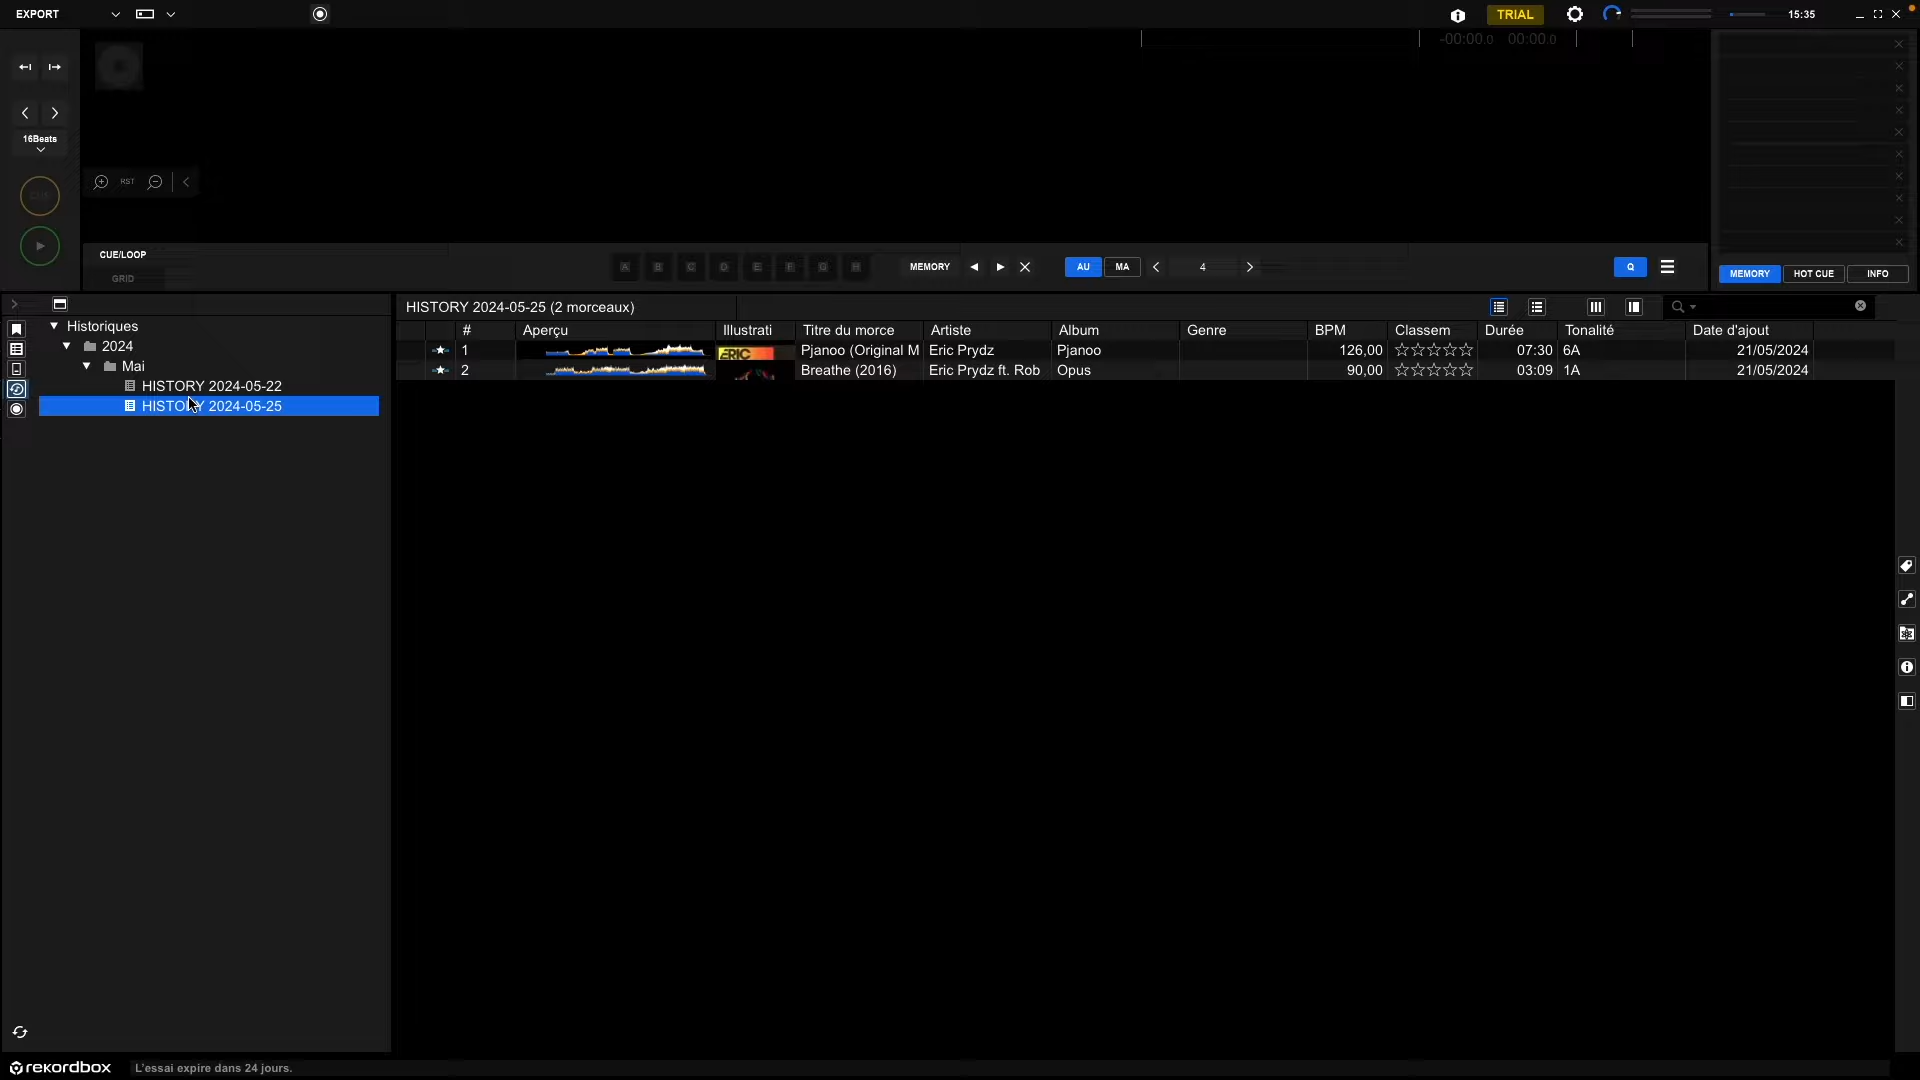 EXPORT
TRIAL
15:35
-00:00.0 00:00.0
16Beats
RST
CUE/LOOP
GRID
A B C D E F G H
MEMORY
AU MA 4
Q
MEMORY HOT CUE INFO
HISTORY 2024-05-25 (2 morceaux)
Historiques
2024
Mai
HISTORY 2024-05-22
HISTORY 2024-05-25
# Aperçu Illustrati Titre du morce Artiste Album Genre BPM Classem Durée Tonalité Date d'ajout
1 ERIC Pjanoo (Original M Eric Prydz Pjanoo 126,00 07:30 6A 21/05/2024
2 Breathe (2016) Eric Prydz ft. Rob Opus 90,00 03:09 1A 21/05/2024
rekordbox L'essai expire dans 24 jours.